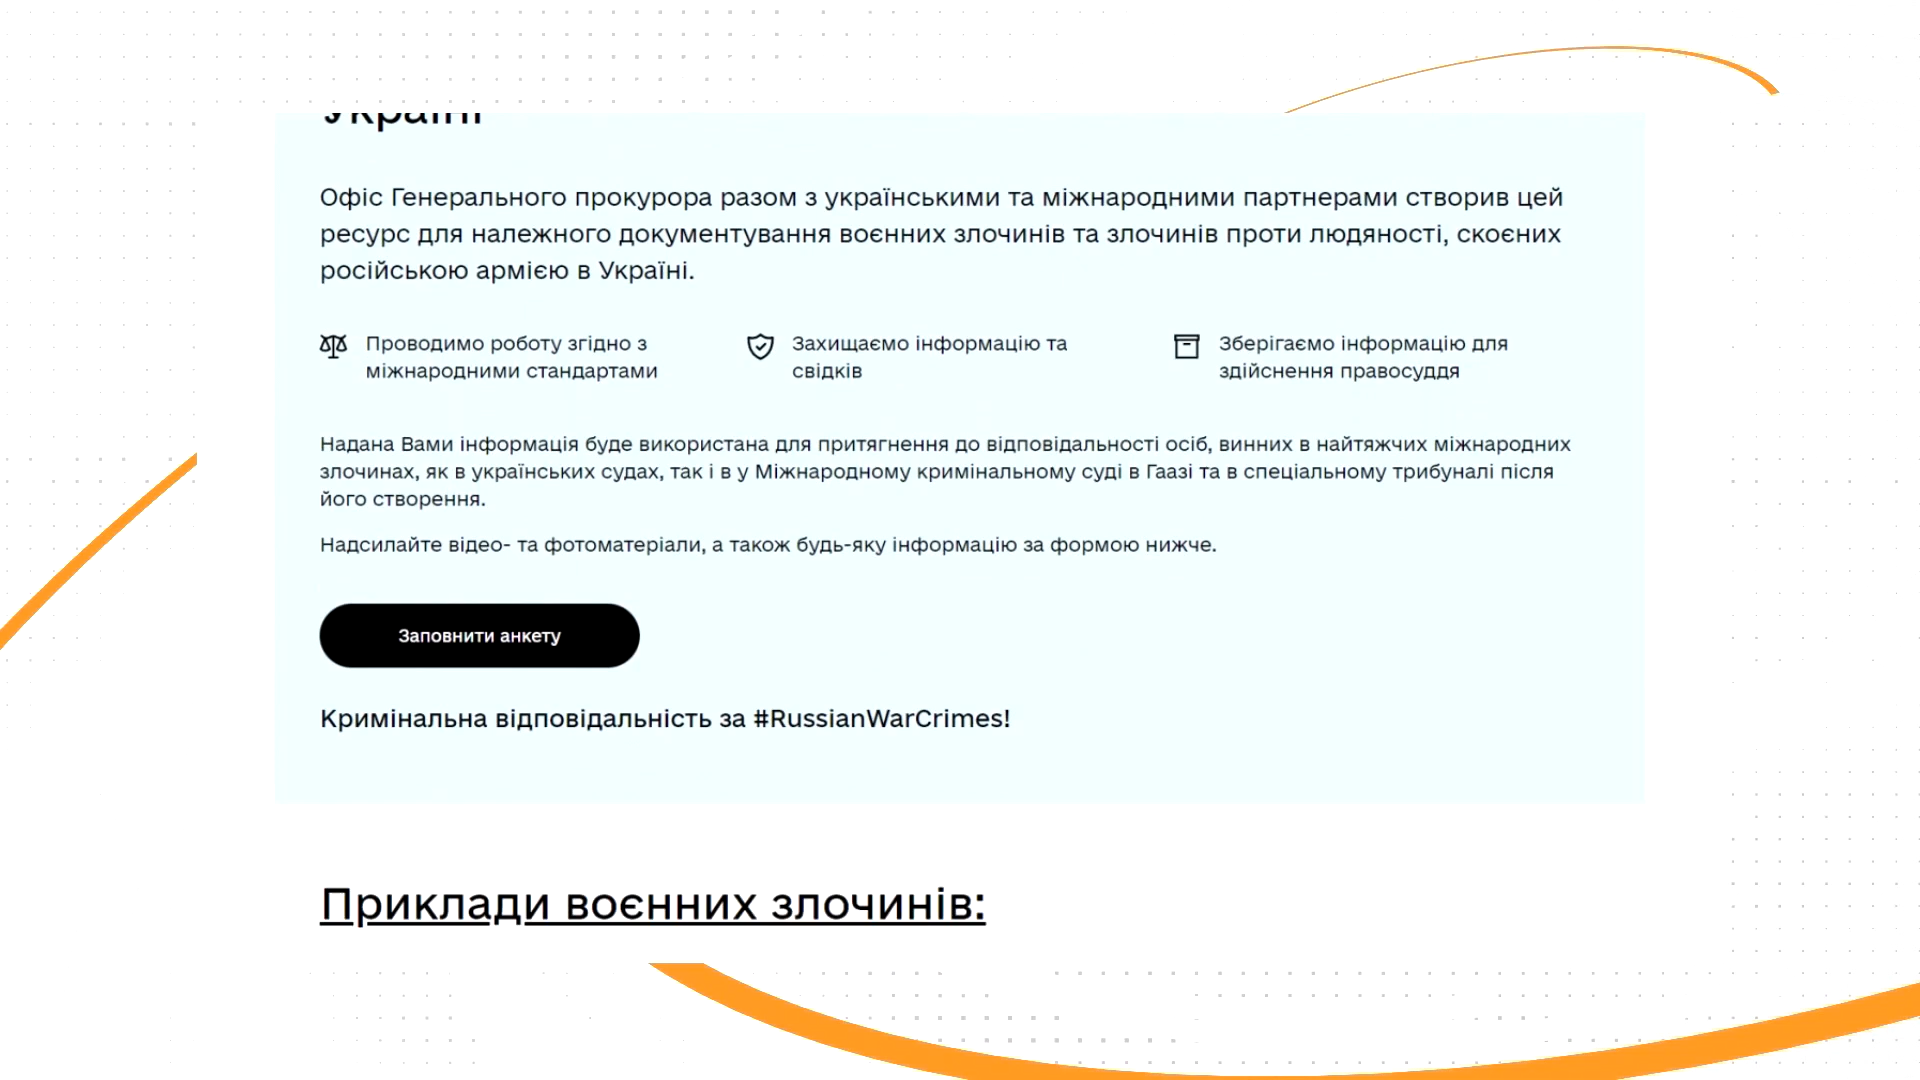 Україні
Офіс Генерального прокурора разом з українськими та міжнародними партнерами створив цей
ресурс для належного документування воєнних злочинів та злочинів проти людяності, скоєних
російською армією в Україні.
Проводимо роботу згідно з
міжнародними стандартами
Захищаємо інформацію та
свідків
Зберігаємо інформацію для
здійснення правосуддя
Надана Вами інформація буде використана для притягнення до відповідальності осіб, винних в найтяжчих міжнародних
злочинах, як в українських судах, так і в у Міжнародному кримінальному суді в Гаазі та в спеціальному трибуналі після
його створення.
Надсилайте відео- та фотоматеріали, а також будь-яку інформацію за формою нижче.
Заповнити анкету
Кримінальна відповідальність за #RussianWarCrimes!
Приклади воєнних злочинів: